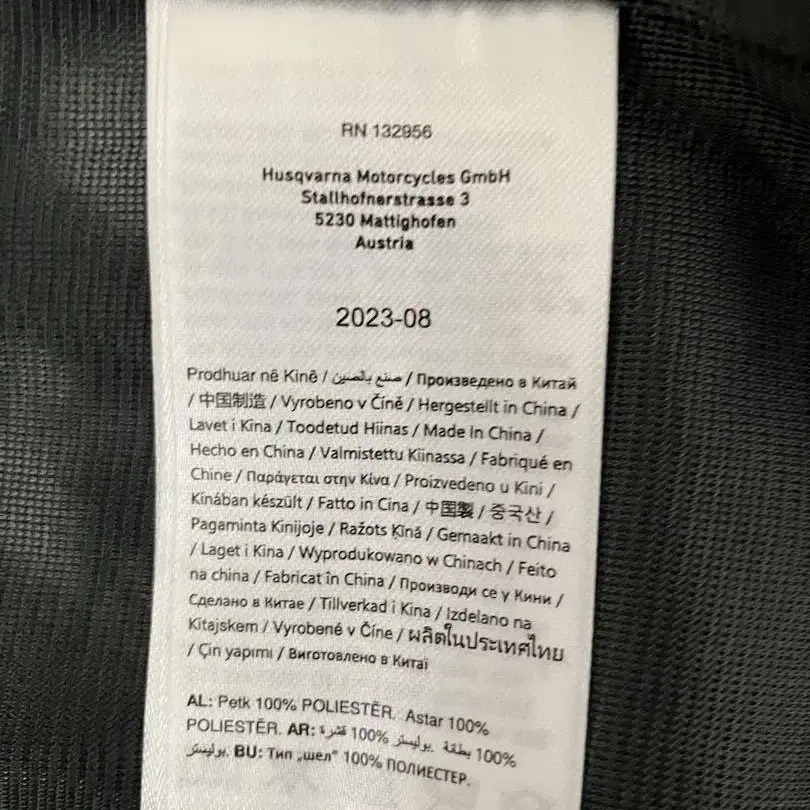 RN 132956
Husqvarna Motorcycles GmbH
Stallhofnerstrasse 3
5230 Mattighofen
Austria
2023-08
Prodhuar në Kinë / صنع بالصين / Произведено в Китай
/ 中国制造 / Vyrobeno v Číně / Hergestellt in China /
Lavet i Kina / Toodetud Hiinas / Made In China /
Hecho en China / Valmistettu Kiinassa / Fabriqué en
Chine / Παράγεται στην Κίνα / Proizvedeno u Kini /
Kínában készült / Fatto in Cina / 中国製 / 중국산 /
Pagaminta Kinijoje / Ražots Ķīnā / Gemaakt in China
/ Laget i Kina / Wyprodukowano w Chinach / Feito
na china / Fabricat în China / Производи се у Кини /
Сделано в Китае / Tillverkad i Kina / Izdelano na
Kitajskem / Vyrobené v Číne / ผลิตในประเทศไทย
/ Çin yapımı / Виготовлено в Китаї
AL: Petk 100% POLIESTËR. Astar 100%
POLIESTËR. AR: قشرة 100% بوليستر. بطانة 100%
بوليستر. BU: Тип „шел” 100% ПОЛИЕСТЕР.